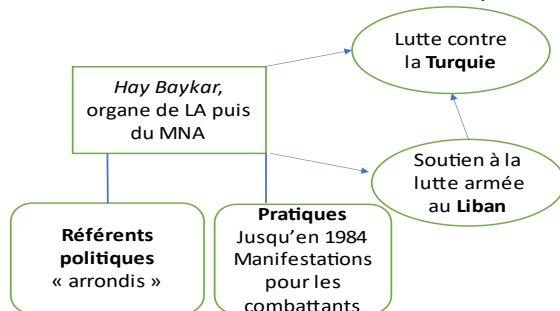 Lutte contre
la Turquie
Hay Baykar,
organe de LA puis
du MNA
Soutien à la
lutte armée
au Liban
Référents
politiques
« arrondis »
Pratiques
Jusqu’en 1984
Manifestations
pour les
combattants